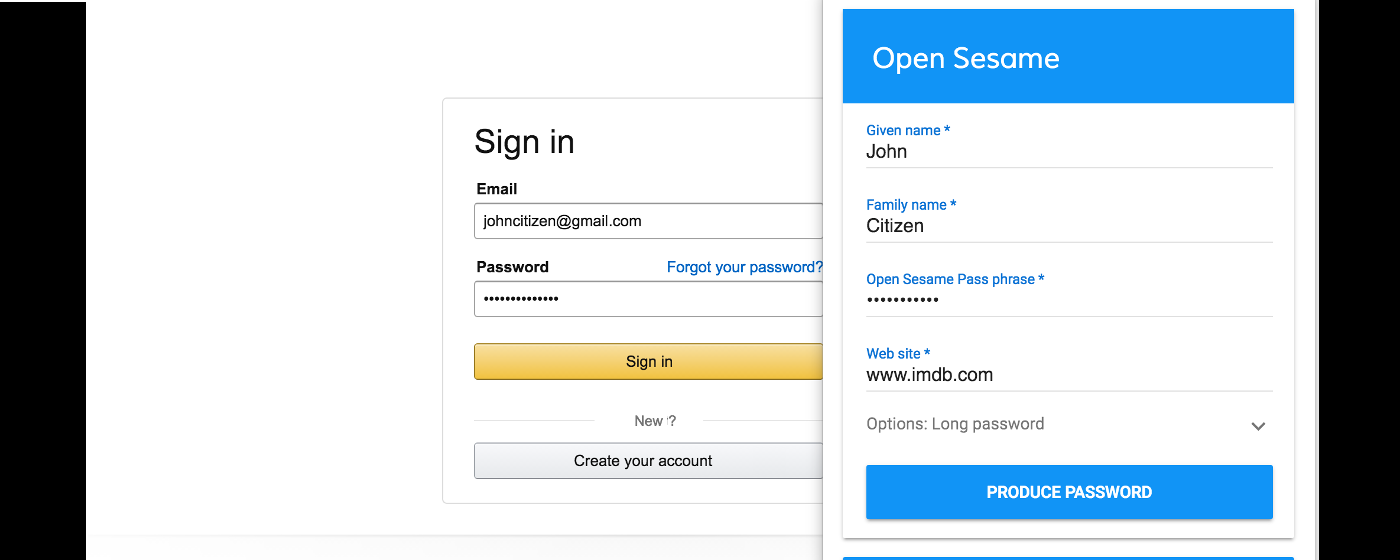 Sign in
Email
johncitizen@gmail.com
Password Forgot your password?
••••••••••••••
Sign in
New ?
Create your account
Open Sesame
Given name *
John
Family name *
Citizen
Open Sesame Pass phrase *
•••••••••••
Web site *
www.imdb.com
Options: Long password
PRODUCE PASSWORD